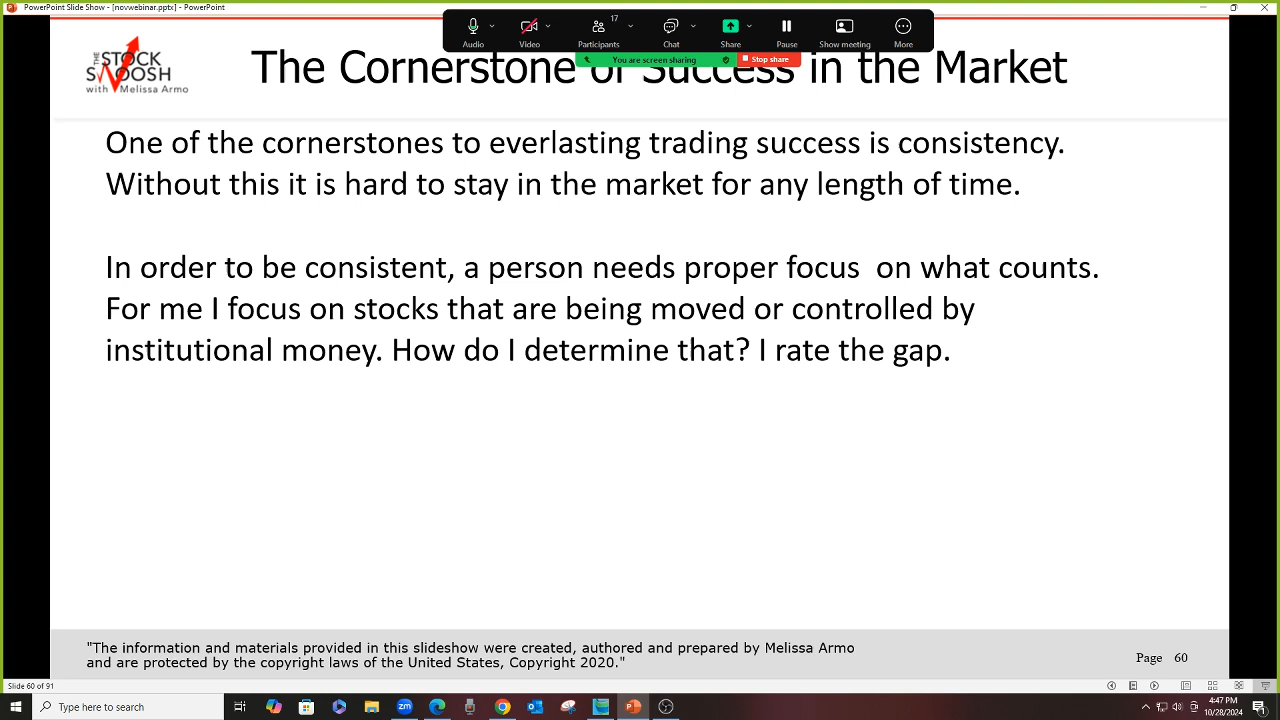 PowerPoint Slide Show - [novwebinar.pptx] - PowerPoint
17
Audio
Video
Participants
Chat
Share
Pause
Show meeting
More
You are screen sharing
Stop share
THE
STOCK
SWOOSH
with Melissa Armo
The Cornerstone of Success in the Market
One of the cornerstones to everlasting trading success is consistency.
Without this it is hard to stay in the market for any length of time.
In order to be consistent, a person needs proper focus  on what counts.
For me I focus on stocks that are being moved or controlled by
institutional money. How do I determine that? I rate the gap.
"The information and materials provided in this slideshow were created, authored and prepared by Melissa Armo
and are protected by the copyright laws of the United States, Copyright 2020."
Page 60
Slide 60 of 91
Type here to search
4:47 PM
10/28/2024